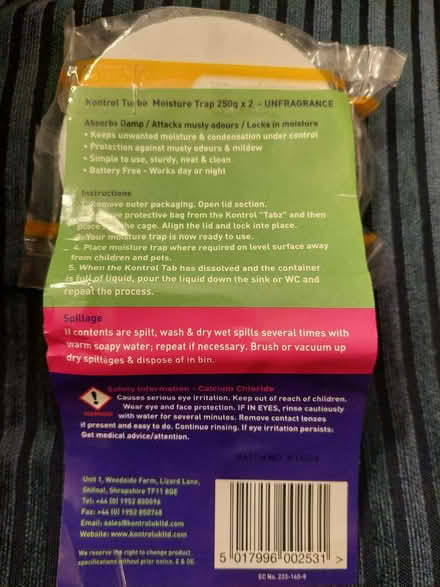 Kontrol Turbo Moisture Trap 250g x 2 - UNFRAGRANCE
Absorbs Damp / Attacks musty odours / Locks in moisture
• Keeps unwanted moisture & condensation under control
• Protection against musty odours & mildew
• Simple to use, sturdy, neat & clean
• Battery Free - Works day or night
Instructions
Remove outer packaging. Open lid section.
protective bag from the Kontrol "Tabz" and then
the cage. Align the lid and lock into place.
3. Your moisture trap is now ready to use.
4. Place moisture trap where required on level surface away
from children and pets.
5. When the Kontrol Tab has dissolved and the container
is full of liquid, pour the liquid down the sink or WC and
repeat the process.
Spillage
If contents are spilt, wash & dry wet spills several times with
warm soapy water; repeat if necessary. Brush or vacuum up
dry spillages & dispose of in bin.
Safety Information - Calcium Chloride
Causes serious eye irritation. Keep out of reach of children.
Wear eye and face protection. IF IN EYES, rinse cautiously
with water for several minutes. Remove contact lenses
if present and easy to do. Continue rinsing. If eye irritation persists:
Get medical advice/attention.
WARNING
Unit 1, Woodside Farm, Lizard Lane,
Shifnal, Shropshire TF11 8QE
Tel: +44 (0) 1952 850096
Fax: +44 (0) 1952 850768
Email: sales@kontrolukltd.com
Website: www.kontrolukltd.com
We reserve the right to change product
specifications without prior notice. E & OE.
5 017996 002531 >
EC No. 233-140-8